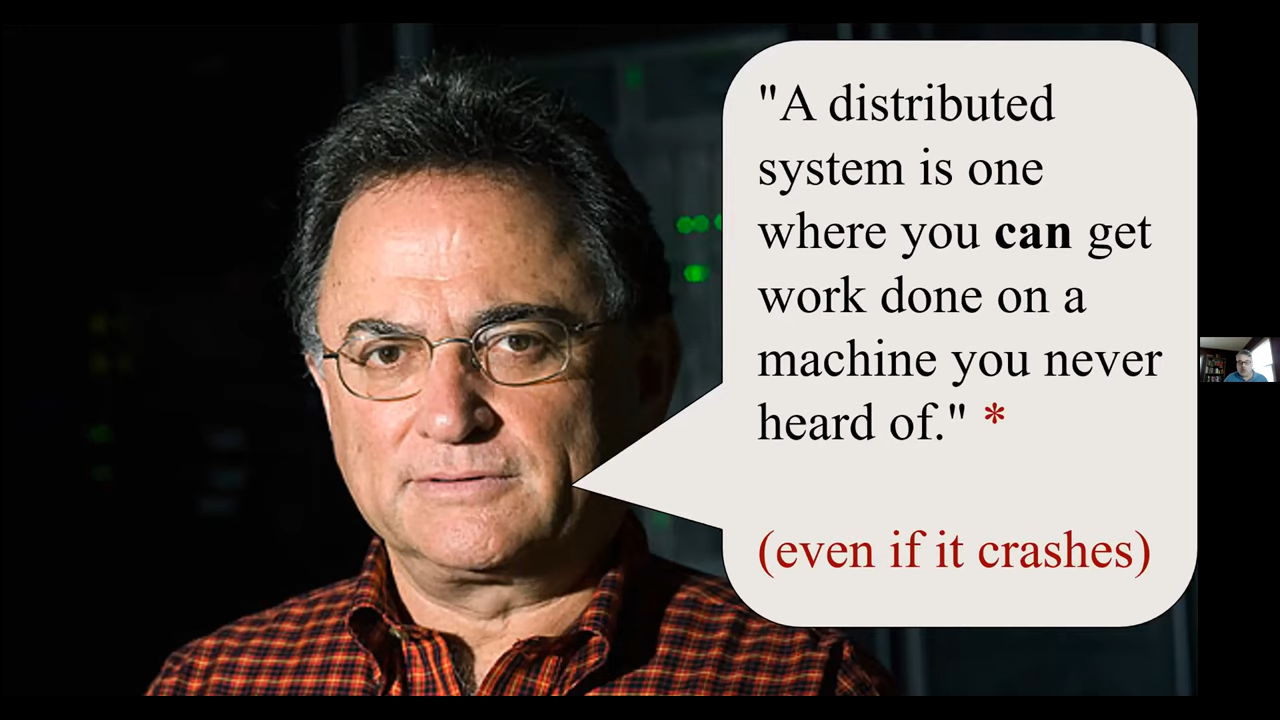 "A distributed
system is one
where you can get
work done on a
machine you never
heard of." *
(even if it crashes)